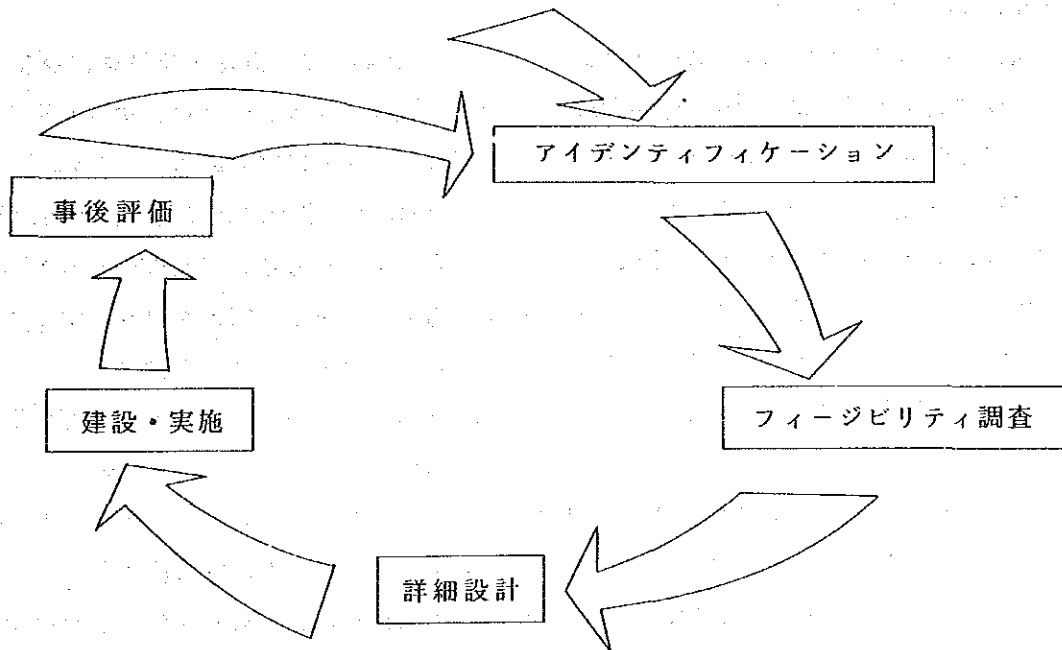 アイデンティフィケーション
フィージビリティ調査
詳細設計
建設・実施
事後評価